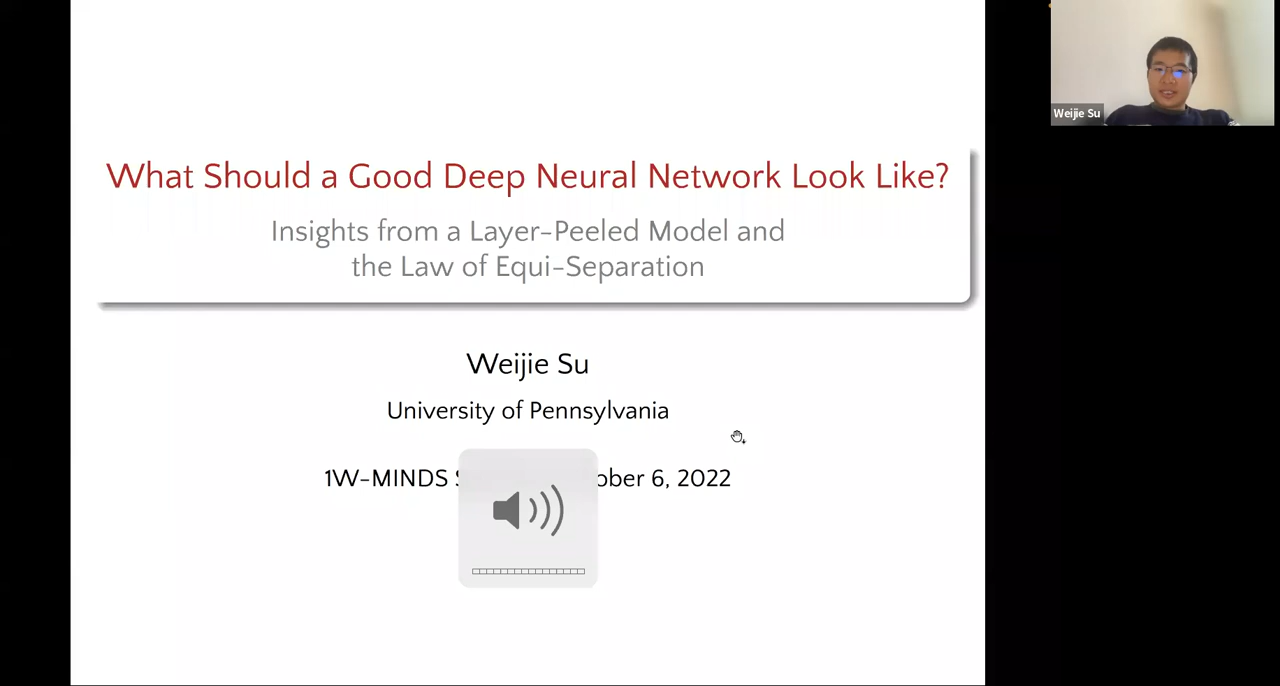 What Should a Good Deep Neural Network Look Like?
Insights from a Layer-Peeled Model and
the Law of Equi-Separation
Weijie Su
University of Pennsylvania
1W-MINDS S ober 6, 2022
Weijie Su